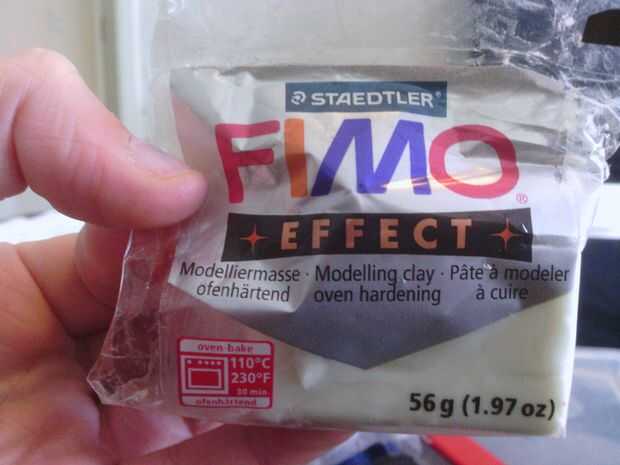 STAEDTLER®
FIMO®
EFFECT
Modelliermasse · Modelling clay · Pâte à modeler
ofenhärtend oven hardening à cuire
oven-bake
110°C
230°F
30 min
ofenhärtend
56 g (1.97 oz)